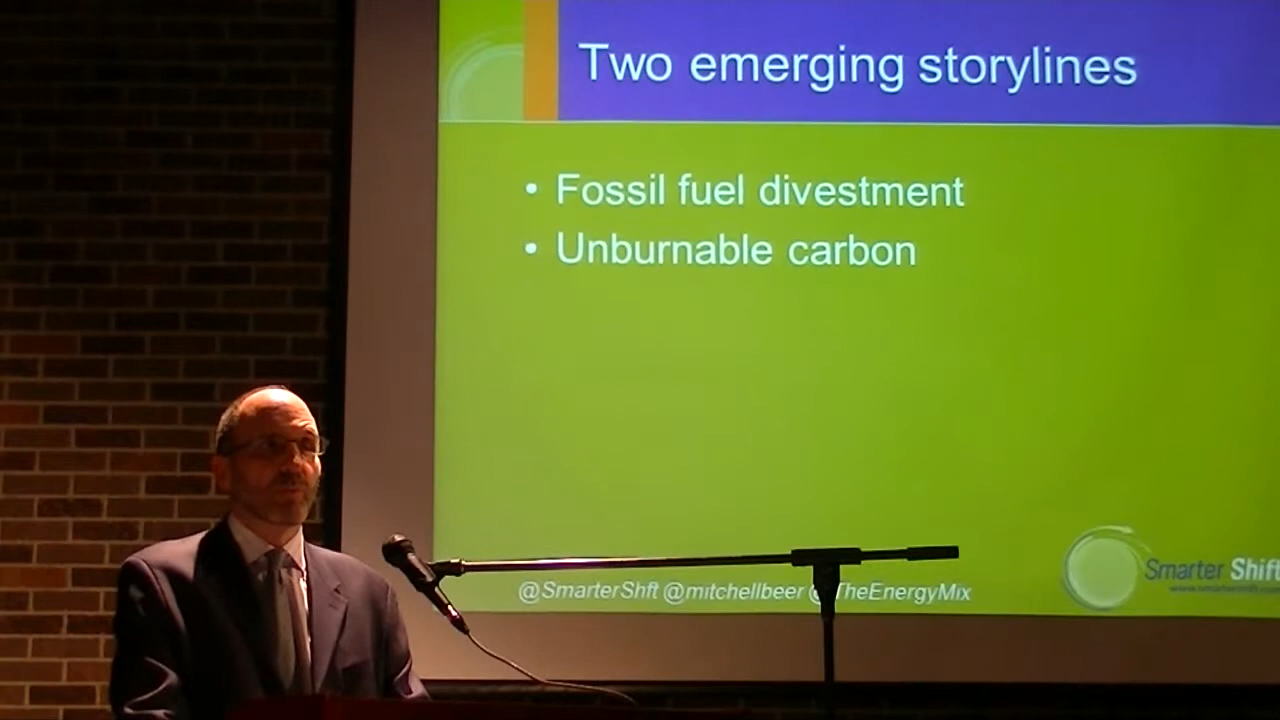 Two emerging storylines
• Fossil fuel divestment
• Unburnable carbon
@SmarterShft @mitchellbeer @TheEnergyMix
Smarter Shift